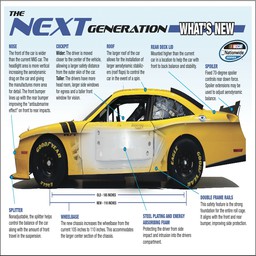 THE NEXT GENERATION WHAT'S NEW
NOSE
The front of the car is wider
than the current NNS car. The
headlight area is more vertical
increasing the aerodynamic
drag on the car and giving
the manufacturers more area
for detail. The front bumper
lines up with the rear bumper
improving the "antisubmarine
effect" on front to rear impacts.
COCKPIT
Wider: The driver is moved
closer to the center of the vehicle,
allowing a larger safety distance
from the outer skin of the car.
Taller: The drivers have more
head room, larger side windows
for egress and a taller front
window for vision.
ROOF
The larger roof of the car
allows for the installation of
larger aerodynamic stabilizers
(roof flaps) to control the
car in the event of a spin.
REAR DECK LID
Mounted higher than the current
car in a location to help the car with
front to back balance and stability.
Nationwide
SPOILER
Fixed 70-degree spoiler
controls rear down force.
Spoiler extensions may be
used to adjust aerodynamic
balance.
GOODYEAR
OLD - 105 INCHES
NEW - 110 INCHES
SPLITTER
Nonadjustable, the splitter helps
control the balance of the car
along with the amount of front
travel in the suspension.
WHEELBASE
The new chassis increases the wheelbase from the
current 105 inches to 110 inches. This accommodates
the larger center section of the chassis.
STEEL PLATING AND ENERGY
ABSORBING FOAM
Protecting the driver from side
impact and intrusion into the drivers
compartment.
DOUBLE FRAME RAILS
This safety feature is the strong
foundation for the entire roll cage.
It aligns with the front and rear
bumper, improving side protection.